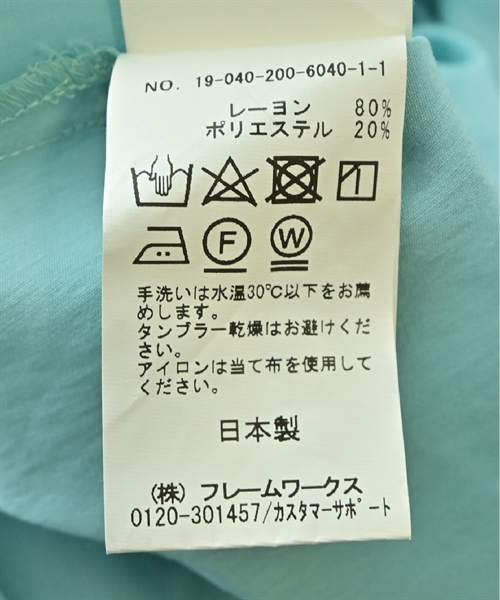 NO. 19-040-200-6040-1-1
レーヨン 80%
ポリエステル 20%
F W
手洗いは水温30℃以下をお薦
めします。
タンブラー乾燥はお避けくだ
さい。
アイロンは当て布を使用して
ください。
日本製
(株) フレームワークス
0120-301457/カスタマーサポート